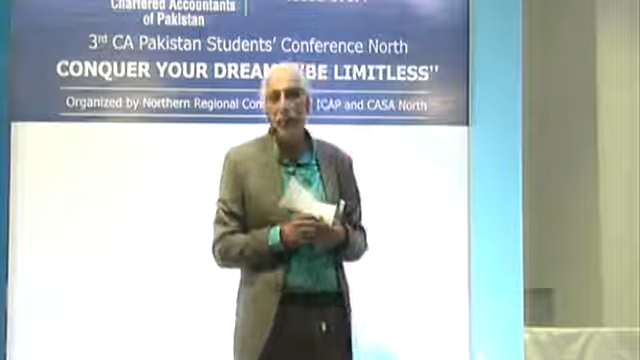 Chartered Accountants
of Pakistan
3rd CA Pakistan Students' Conference North
CONQUER YOUR DREAM "BE LIMITLESS"
Organized by Northern Regional Com ICAP and CASA North